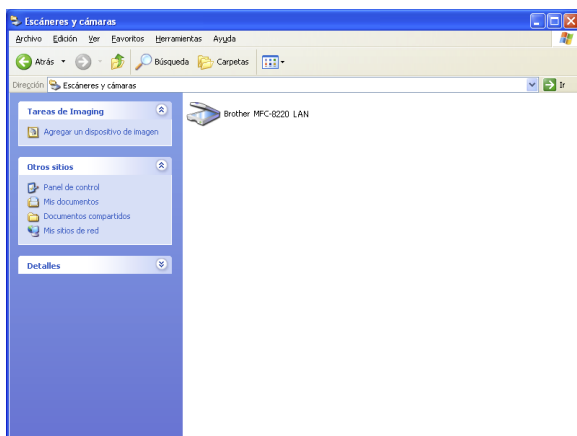 Escáneres y cámaras
Archivo Edición Ver Favoritos Herramientas Ayuda
Atrás Búsqueda Carpetas
Dirección Escáneres y cámaras Ir
Tareas de Imaging
Agregar un dispositivo de imagen
Otros sitios
Panel de control
Mis documentos
Documentos compartidos
Mis sitios de red
Detalles
Brother MFC-8220 LAN